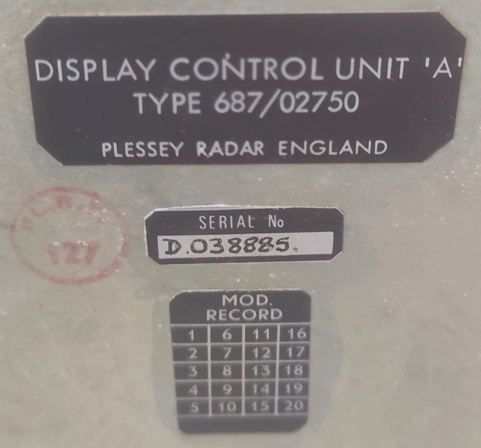 DISPLAY CONTROL UNIT 'A'
TYPE 687/02750
PLESSEY RADAR ENGLAND
SERIAL No
D.038885.
127
MOD.
RECORD
1 6 11 16
2 7 12 17
3 8 13 18
4 9 14 19
5 10 15 20